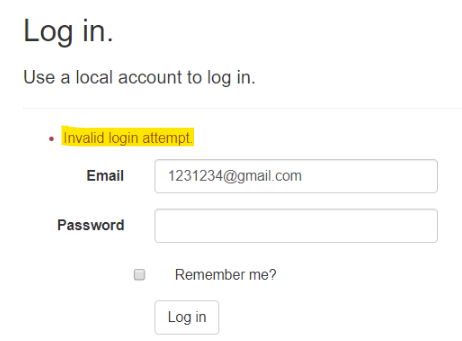 Log in.
Use a local account to log in.
Invalid login attempt.
Email 1231234@gmail.com
Password
Remember me?
Log in